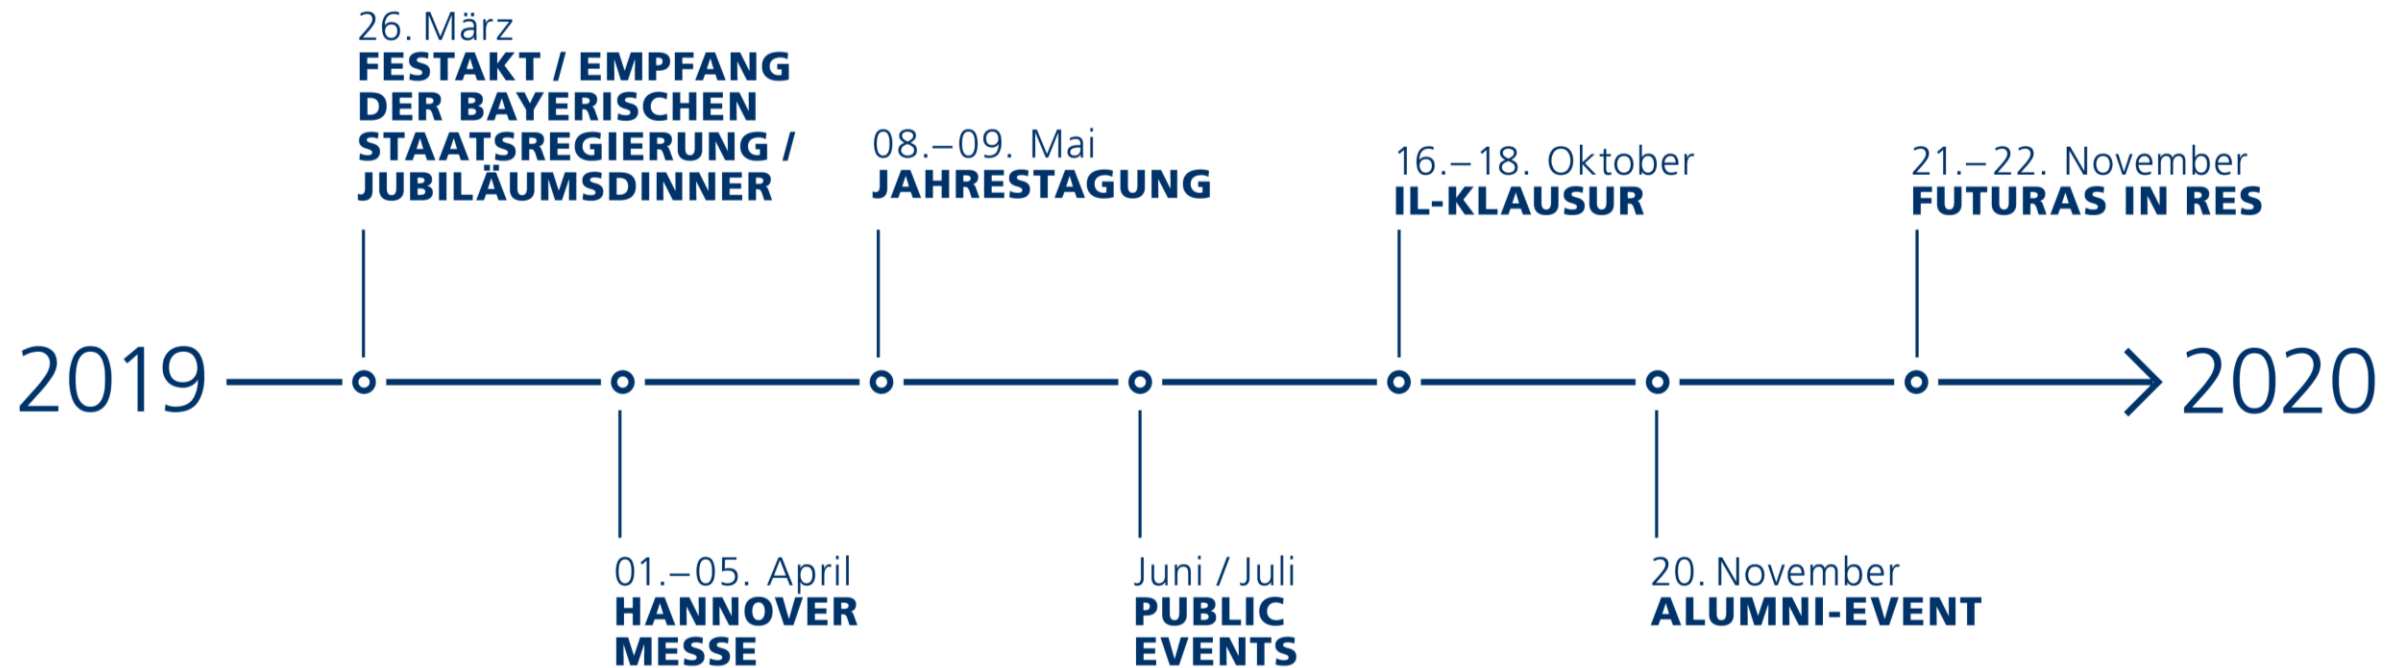 2019
26. März
FESTAKT / EMPFANG
DER BAYERISCHEN
STAATSREGIERUNG /
JUBILÄUMSDINNER
01.–05. April
HANNOVER
MESSE
08.–09. Mai
JAHRESTAGUNG
Juni / Juli
PUBLIC
EVENTS
16.–18. Oktober
IL-KLAUSUR
20. November
ALUMNI-EVENT
21.–22. November
FUTURAS IN RES
2020